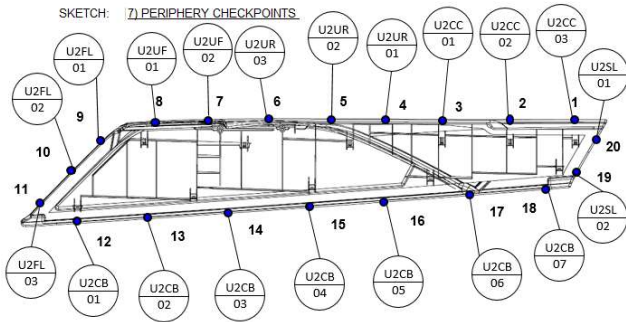 SKETCH: 7) PERIPHERY CHECKPOINTS
U2FL
01
U2UF
01
U2UF
02
U2UR
03
U2UR
02
U2UR
01
U2CC
01
U2CC
02
U2CC
03
U2SL
01
U2FL
02
9
8
7
6
5
4
3
2
1
10
20
11
19
12
13
14
15
16
17
18
U2FL
03
U2CB
01
U2CB
02
U2CB
03
U2CB
04
U2CB
05
U2CB
06
U2CB
07
U2SL
02